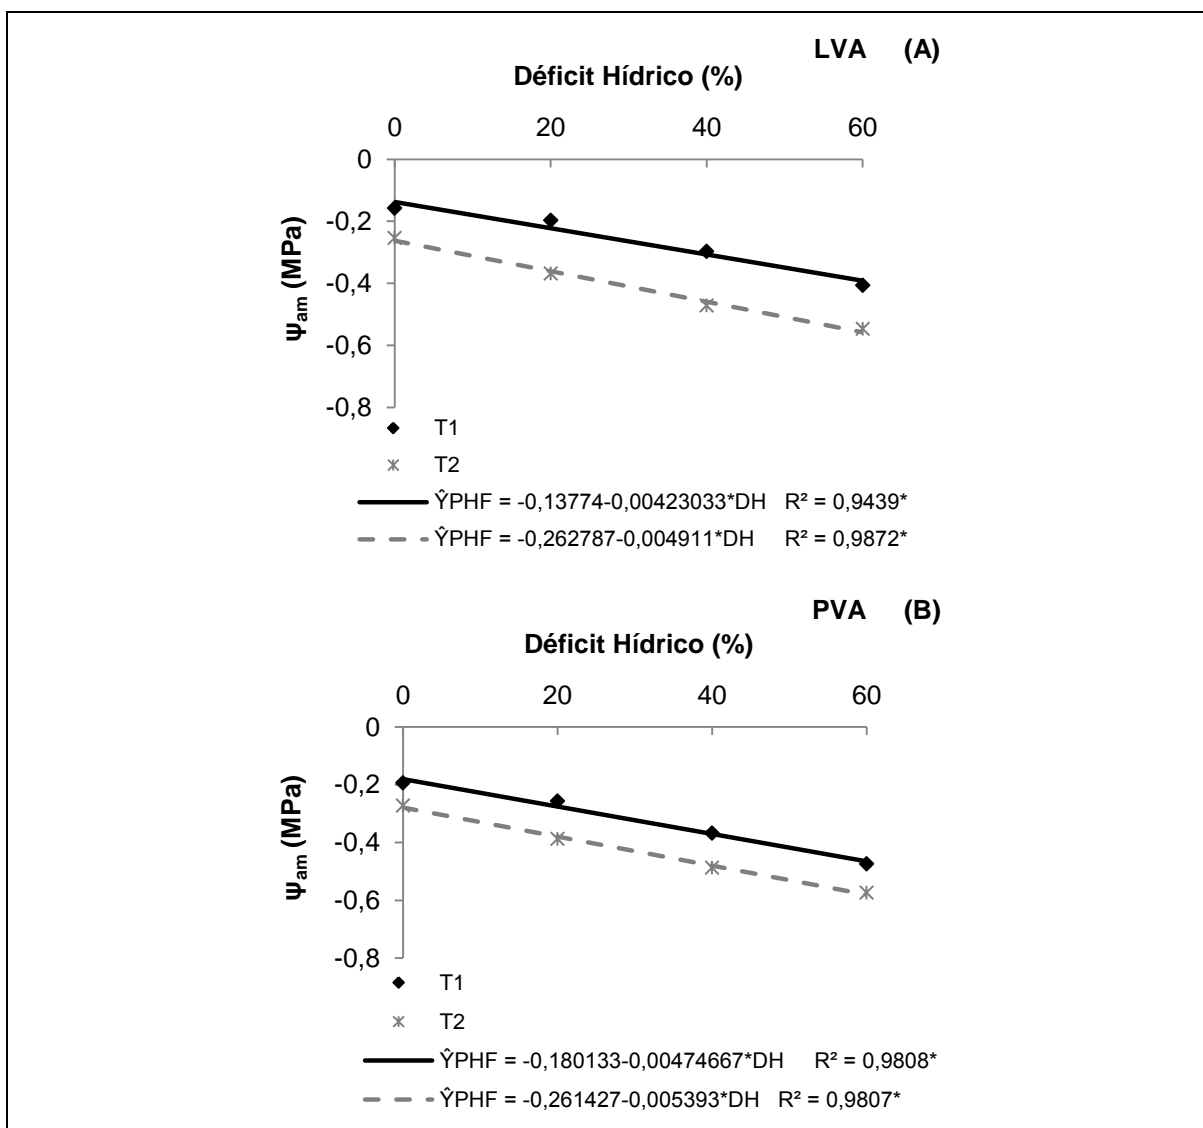 LVA (A)
Déficit Hídrico (%)
0 20 40 60
0
-0,2
-0,4
-0,6
-0,8
Ψam (MPa)
T1
T2
ŶPHF = -0,13774-0,00423033*DH R² = 0,9439*
ŶPHF = -0,262787-0,004911*DH R² = 0,9872*
PVA (B)
Déficit Hídrico (%)
0 20 40 60
0
-0,2
-0,4
-0,6
-0,8
Ψam (MPa)
T1
T2
ŶPHF = -0,180133-0,00474667*DH R² = 0,9808*
ŶPHF = -0,261427-0,005393*DH R² = 0,9807*